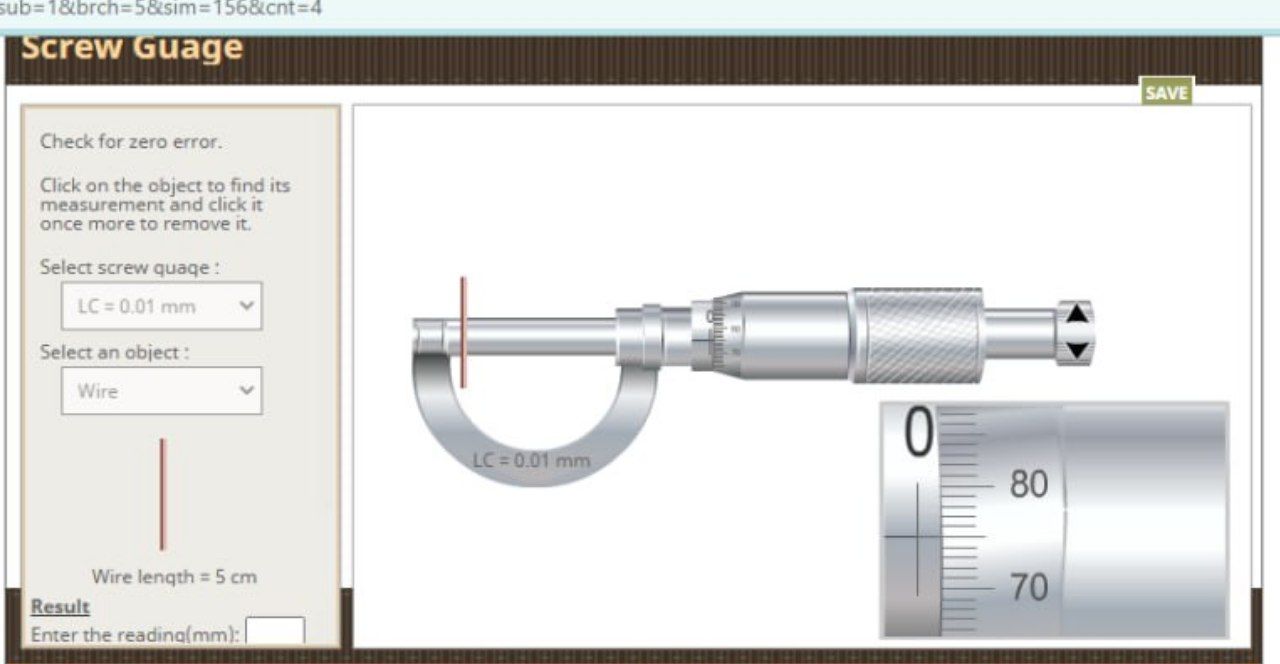 sub=1&brch=5&sim=156&cnt=4
Screw Guage
SAVE
Check for zero error.
Click on the object to find its
measurement and click it
once more to remove it.
Select screw guage :
LC = 0.01 mm
Select an object :
Wire
LC = 0.01 mm
0
80
70
Wire length = 5 cm
Result
Enter the reading(mm):